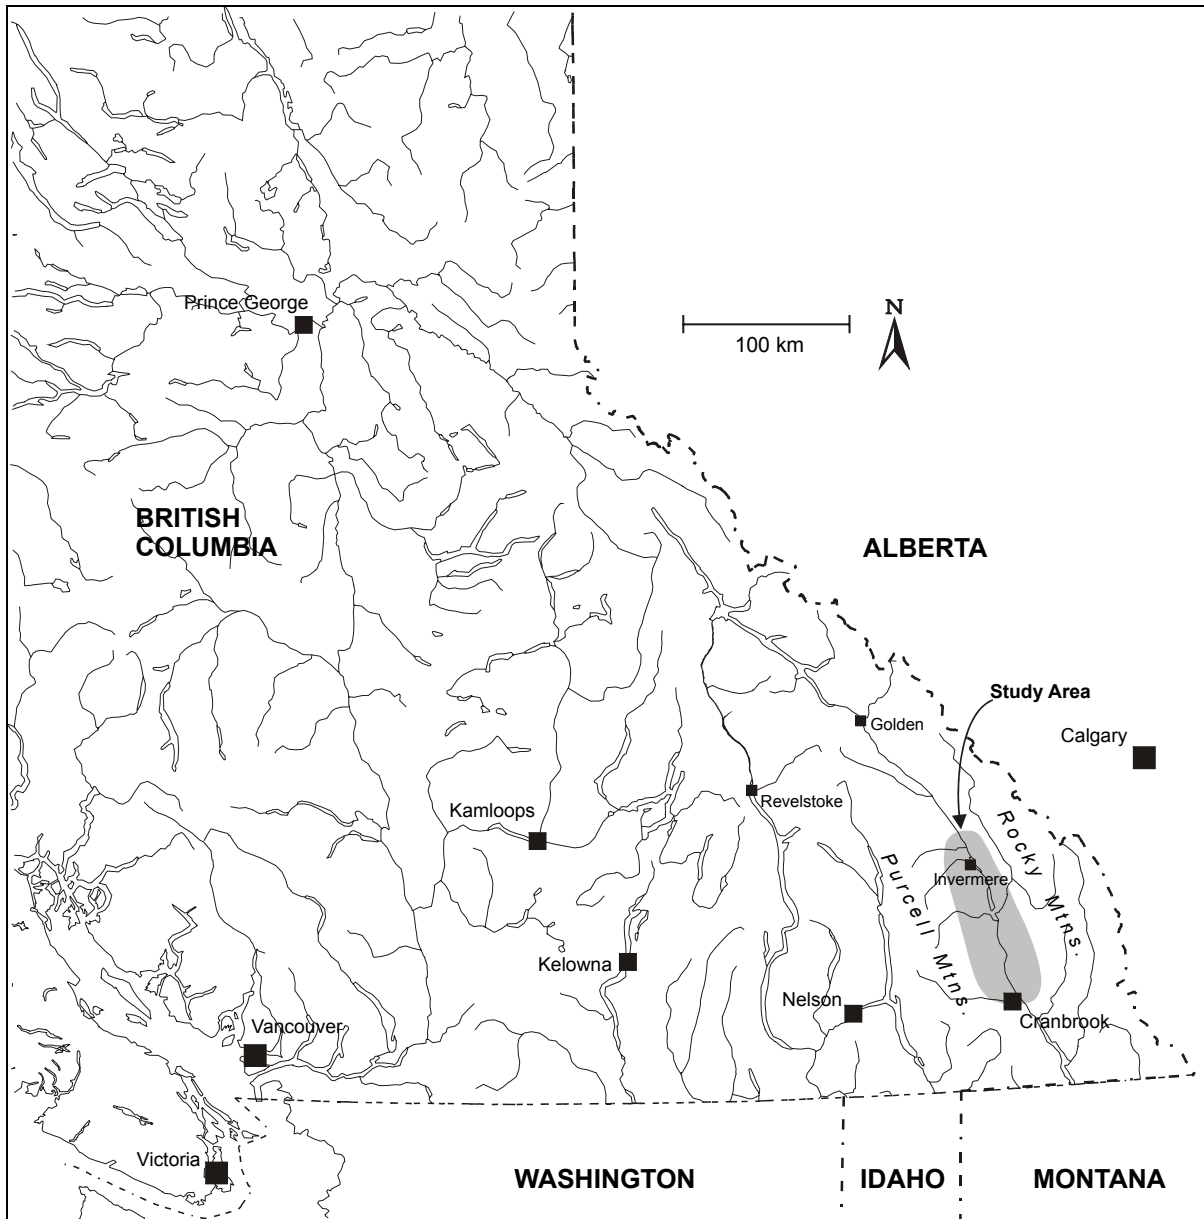 Prince George
N
100 km
BRITISH
COLUMBIA
ALBERTA
Study Area
Golden
Calgary
Revelstoke
Kamloops
Rocky Mtns.
Invermere
Purcell Mtns.
Kelowna
Nelson
Cranbrook
Vancouver
Victoria
WASHINGTON
IDAHO
MONTANA